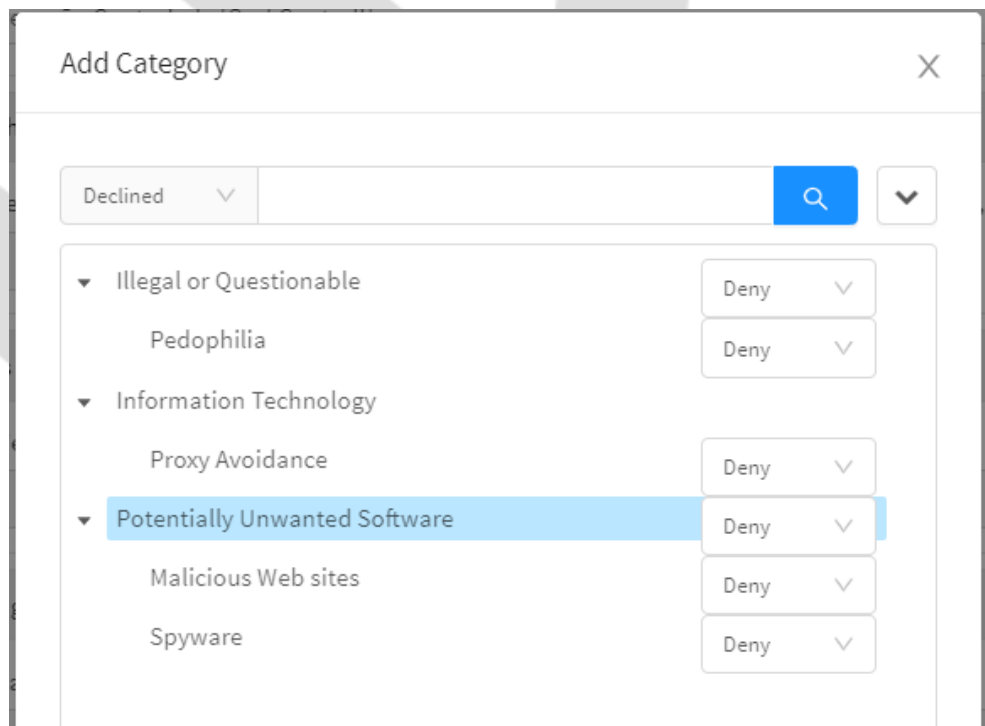 Add Category
Declined
Illegal or Questionable Deny
Pedophilia Deny
Information Technology
Proxy Avoidance Deny
Potentially Unwanted Software Deny
Malicious Web sites Deny
Spyware Deny